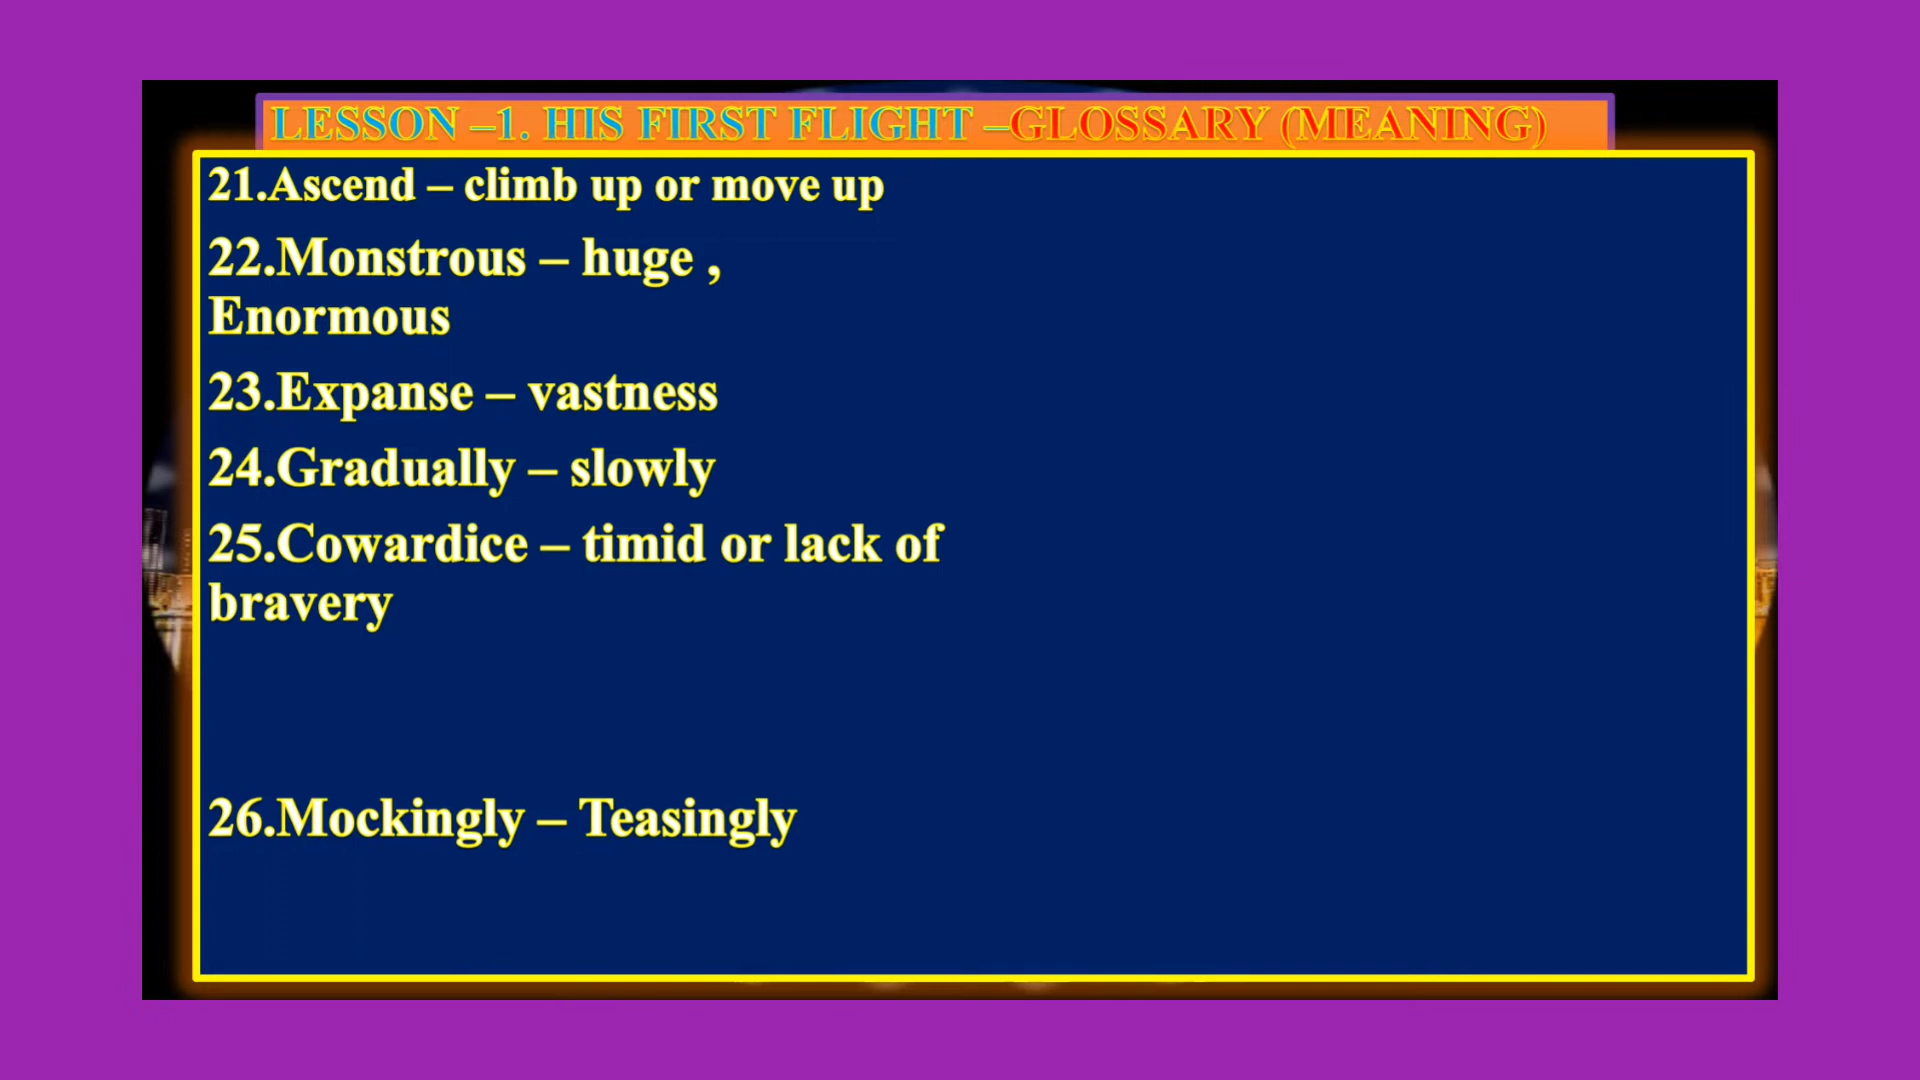 LESSON –1. HIS FIRST FLIGHT –GLOSSARY (MEANING)
21.Ascend – climb up or move up
22.Monstrous – huge ,
Enormous
23.Expanse – vastness
24.Gradually – slowly
25.Cowardice – timid or lack of
bravery
26.Mockingly – Teasingly